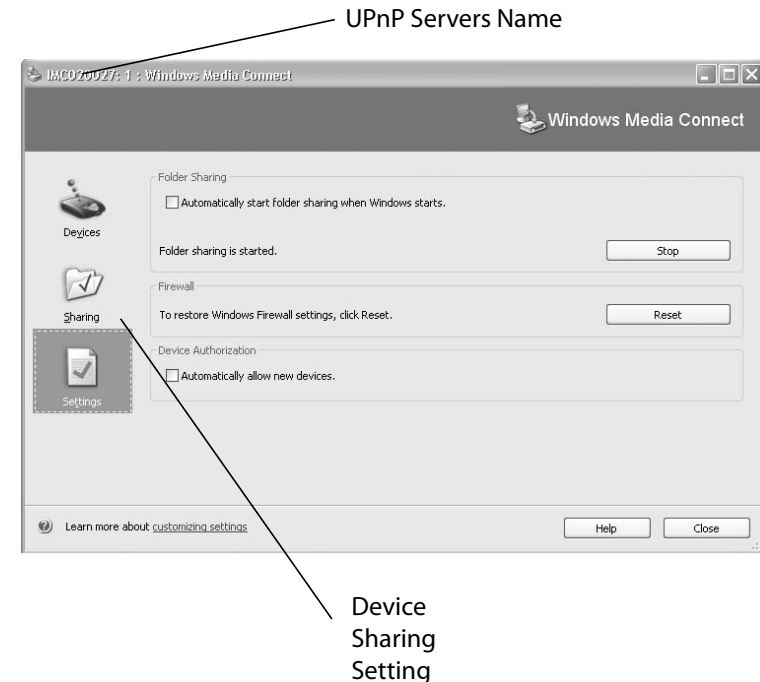 UPnP Servers Name
IMCO20027: 1 : Windows Media Connect
Windows Media Connect
Folder Sharing
Automatically start folder sharing when Windows starts.
Devices
Folder sharing is started.
Stop
Firewall
To restore Windows Firewall settings, click Reset.
Reset
Sharing
Device Authorization
Automatically allow new devices.
Settings
Learn more about customizing settings
Help
Close
Device
Sharing
Setting